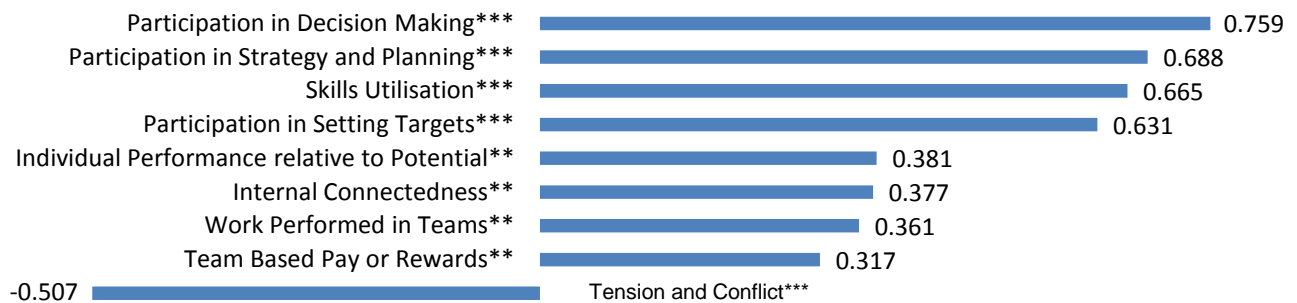 Participation in Decision Making*** 0.759
Participation in Strategy and Planning*** 0.688
Skills Utilisation*** 0.665
Participation in Setting Targets*** 0.631
Individual Performance relative to Potential** 0.381
Internal Connectedness** 0.377
Work Performed in Teams** 0.361
Team Based Pay or Rewards** 0.317
-0.507 Tension and Conflict***